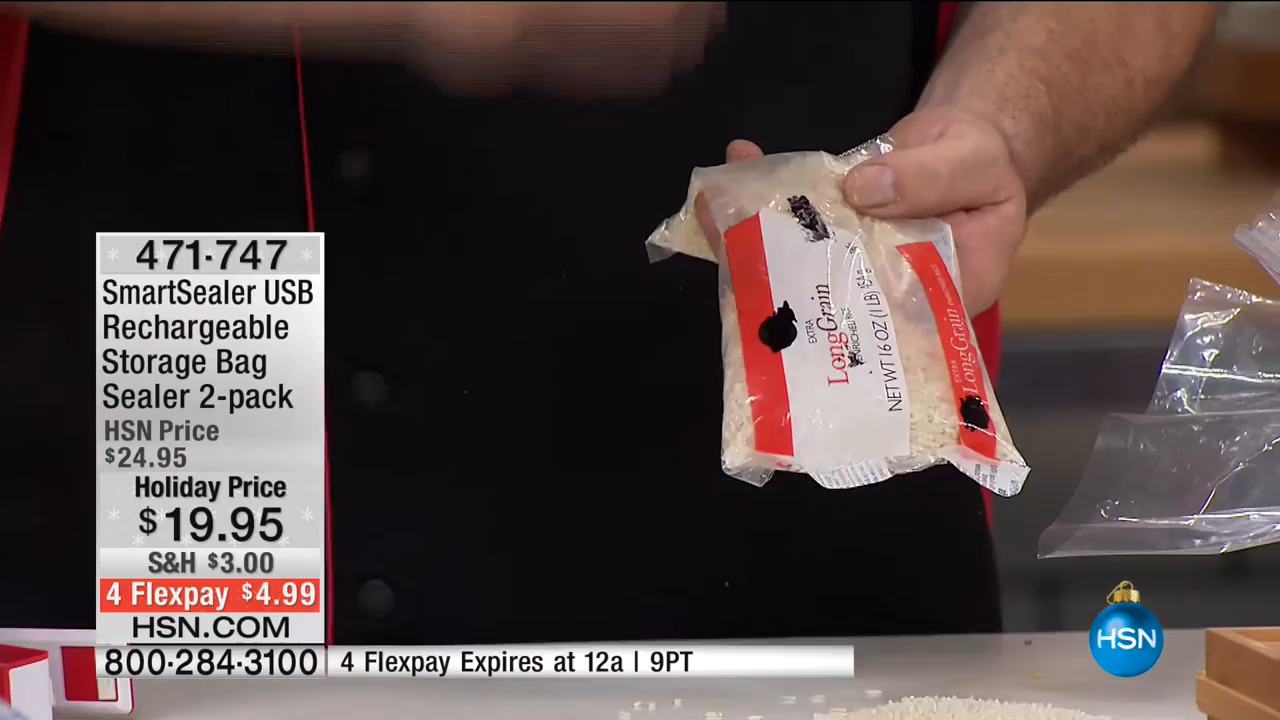 471·747
SmartSealer USB
Rechargeable
Storage Bag
Sealer 2-pack
HSN Price
$24.95
Holiday Price
$19.95
S&H $3.00
4 Flexpay $4.99
HSN.COM
800·284·3100
4 Flexpay Expires at 12a | 9PT
EXTRA
LongGrain
ENRICHED RICE
NET WT 16 OZ (1 LB)
EXTRA
LongGrain
HSN